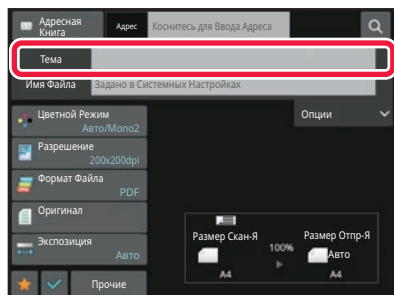 Адресная
Книга
Адрес
Коснитесь для Ввода Адреса
Тема
Имя Файла
Задано в Системных Настройках
Цветной Режим
Авто/Mono2
Опции
Разрешение
200x200dpi
Формат Файла
PDF
Оригинал
Экспозиция
Авто
Размер Скан-Я
100%
Размер Отпр-Я
Авто
A4
A4
Прочие